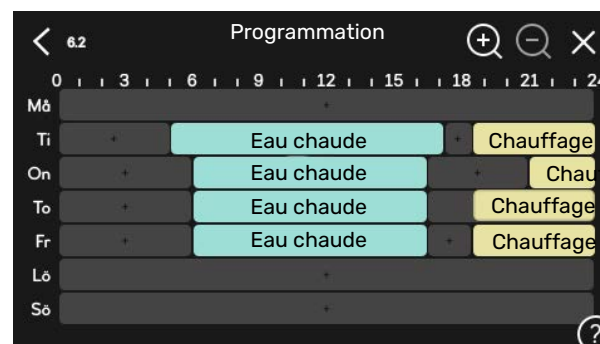 6.2 Programmation
0 3 6 9 12 15 18 21 24
Må
Ti Eau chaude Chauffage
On Eau chaude Chau
To Eau chaude Chauffage
Fr Eau chaude Chauffage
Lö
Sö
?